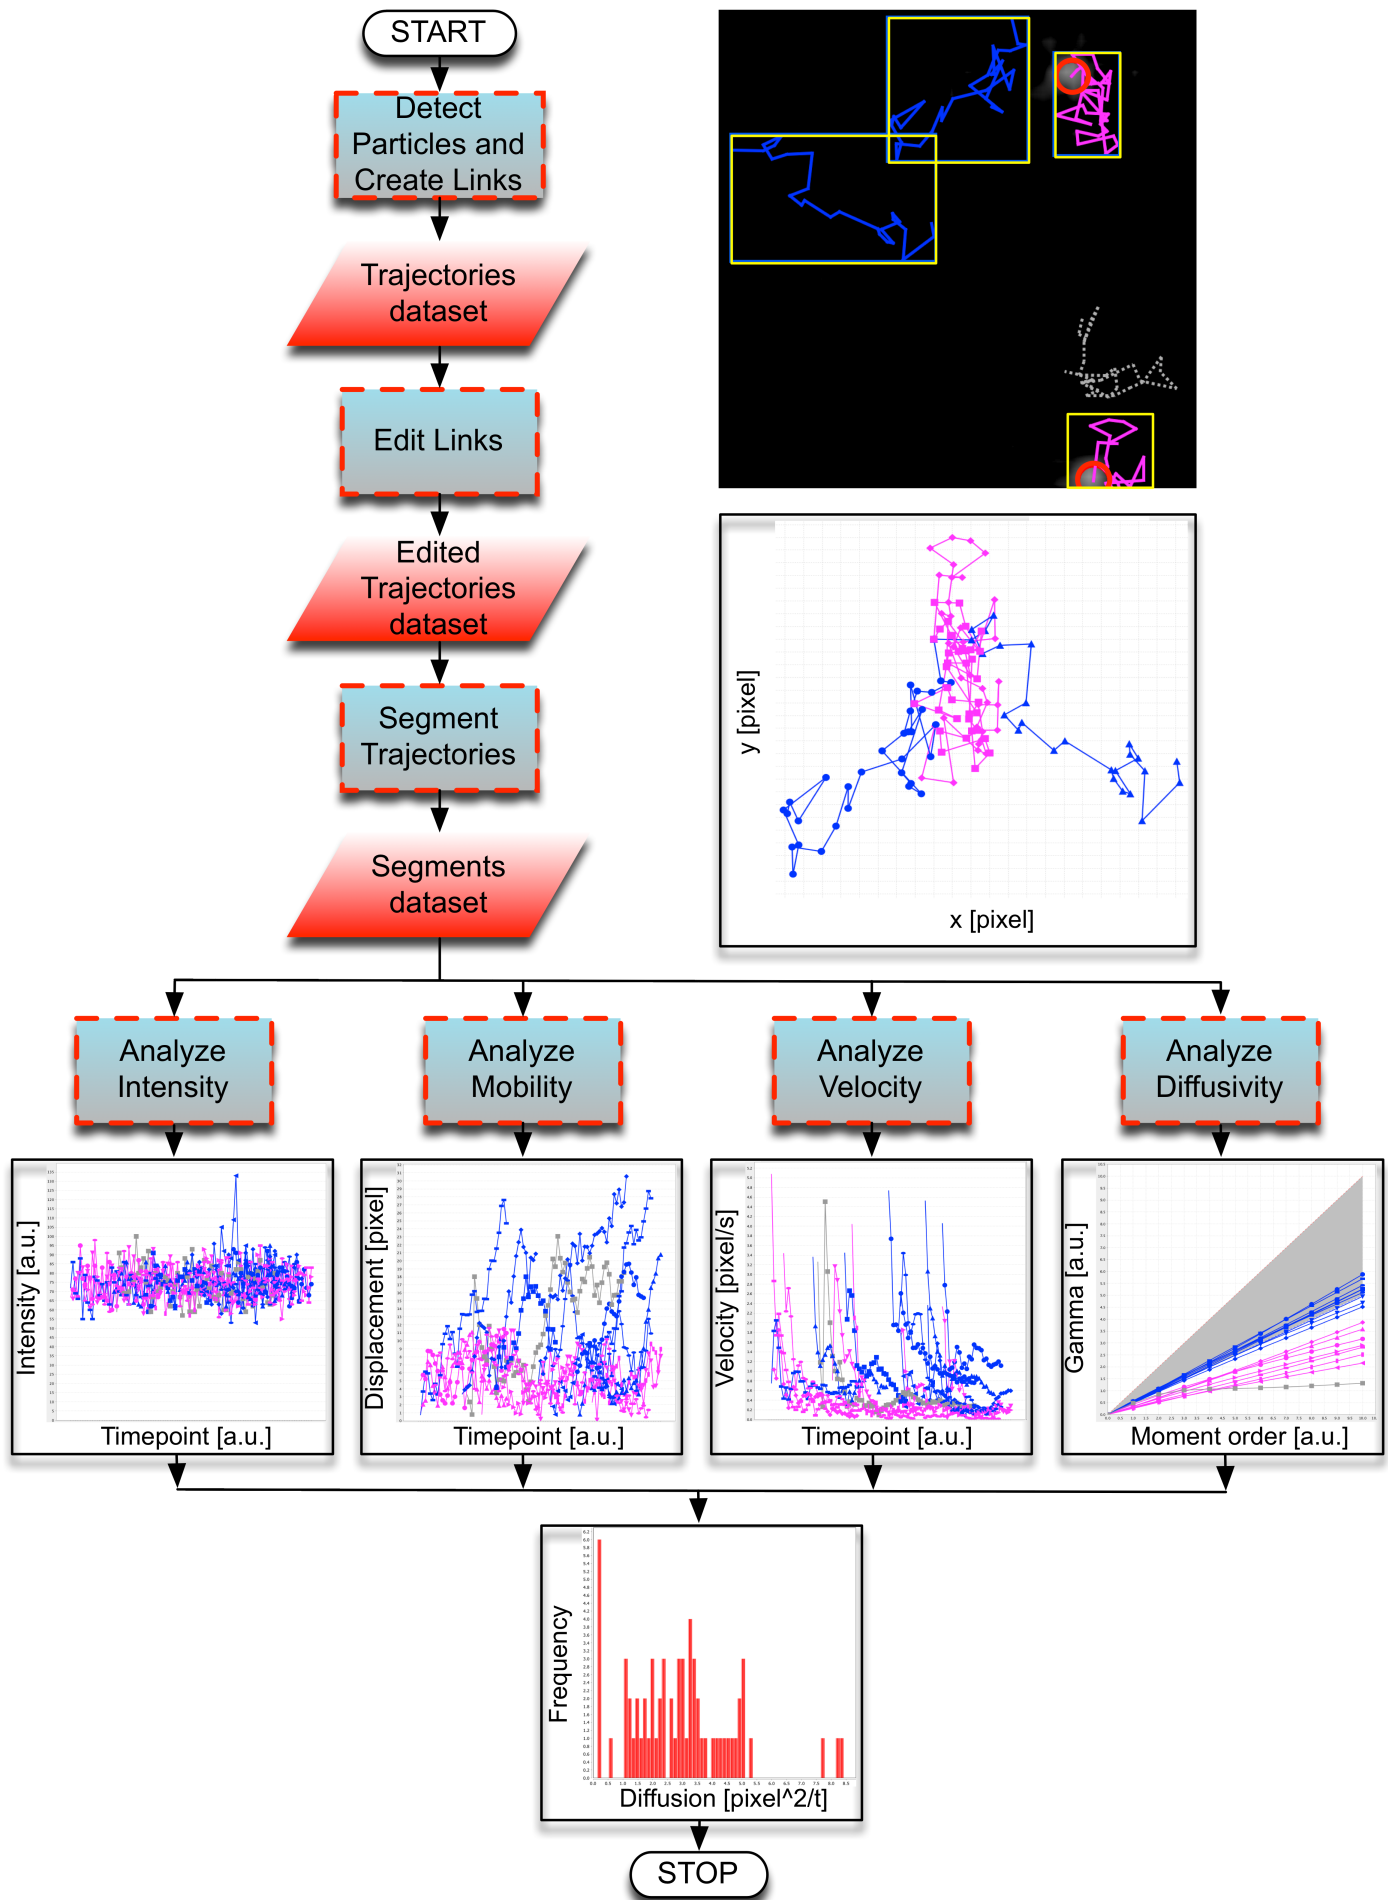 START
Detect
Particles and
Create Links
Trajectories
dataset
Edit Links
Edited
Trajectories
dataset
Segment
Trajectories
Segments
dataset
y [pixel]
x [pixel]
Analyze
Intensity
Analyze
Mobility
Analyze
Velocity
Analyze
Diffusivity
Intensity [a.u.]
Timepoint [a.u.]
Displacement [pixel]
Timepoint [a.u.]
Velocity [pixel/s]
Timepoint [a.u.]
Gamma [a.u.]
Moment order [a.u.]
Frequency
Diffusion [pixel^2/t]
STOP